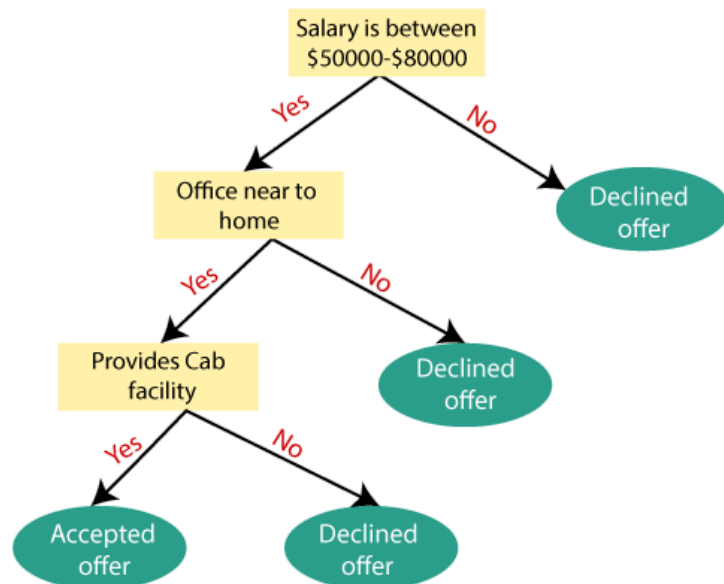 Salary is between
$50000-$80000
Yes
No
Office near to
home
Declined
offer
Yes
No
Provides Cab
facility
Declined
offer
Yes
No
Accepted
offer
Declined
offer